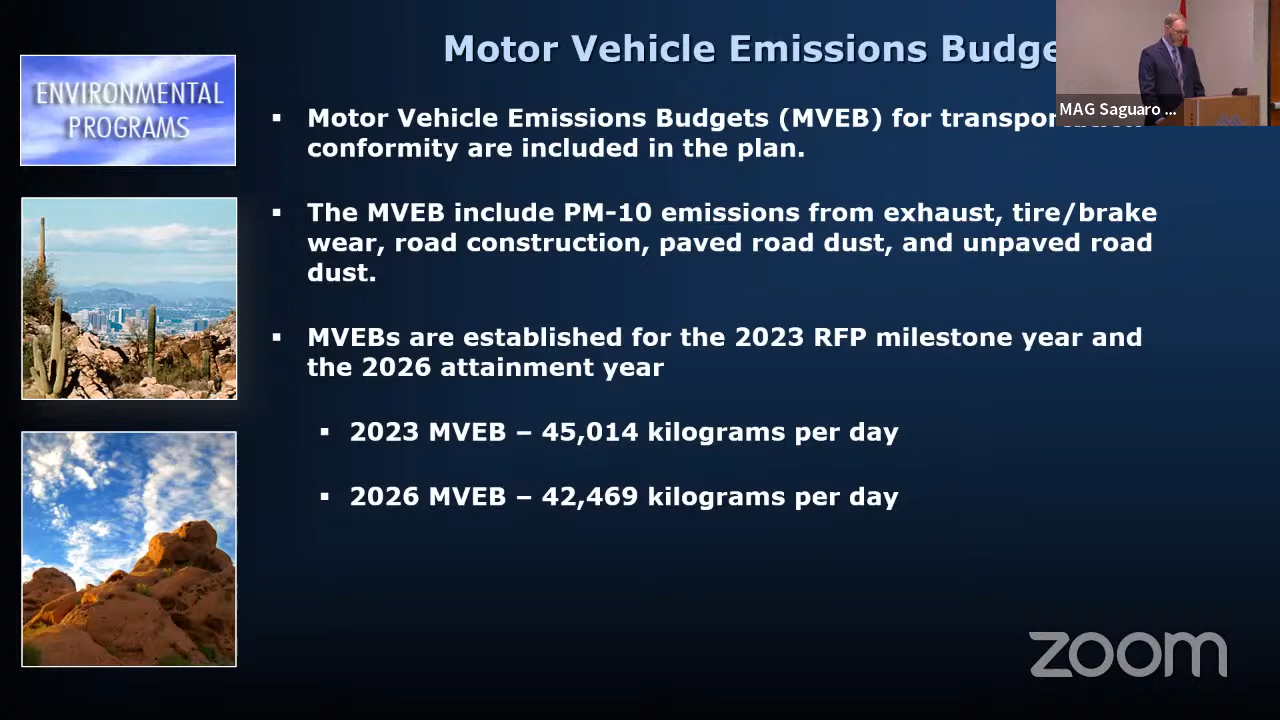 Motor Vehicle Emissions Budge
ENVIRONMENTAL
PROGRAMS
MAG Saguaro ...
▪ Motor Vehicle Emissions Budgets (MVEB) for
conformity are included in the plan.
▪ The MVEB include PM-10 emissions from exhaust, tire/brake
wear, road construction, paved road dust, and unpaved road
dust.
▪ MVEBs are established for the 2023 RFP milestone year and
the 2026 attainment year
▪ 2023 MVEB – 45,014 kilograms per day
▪ 2026 MVEB – 42,469 kilograms per day
zoom